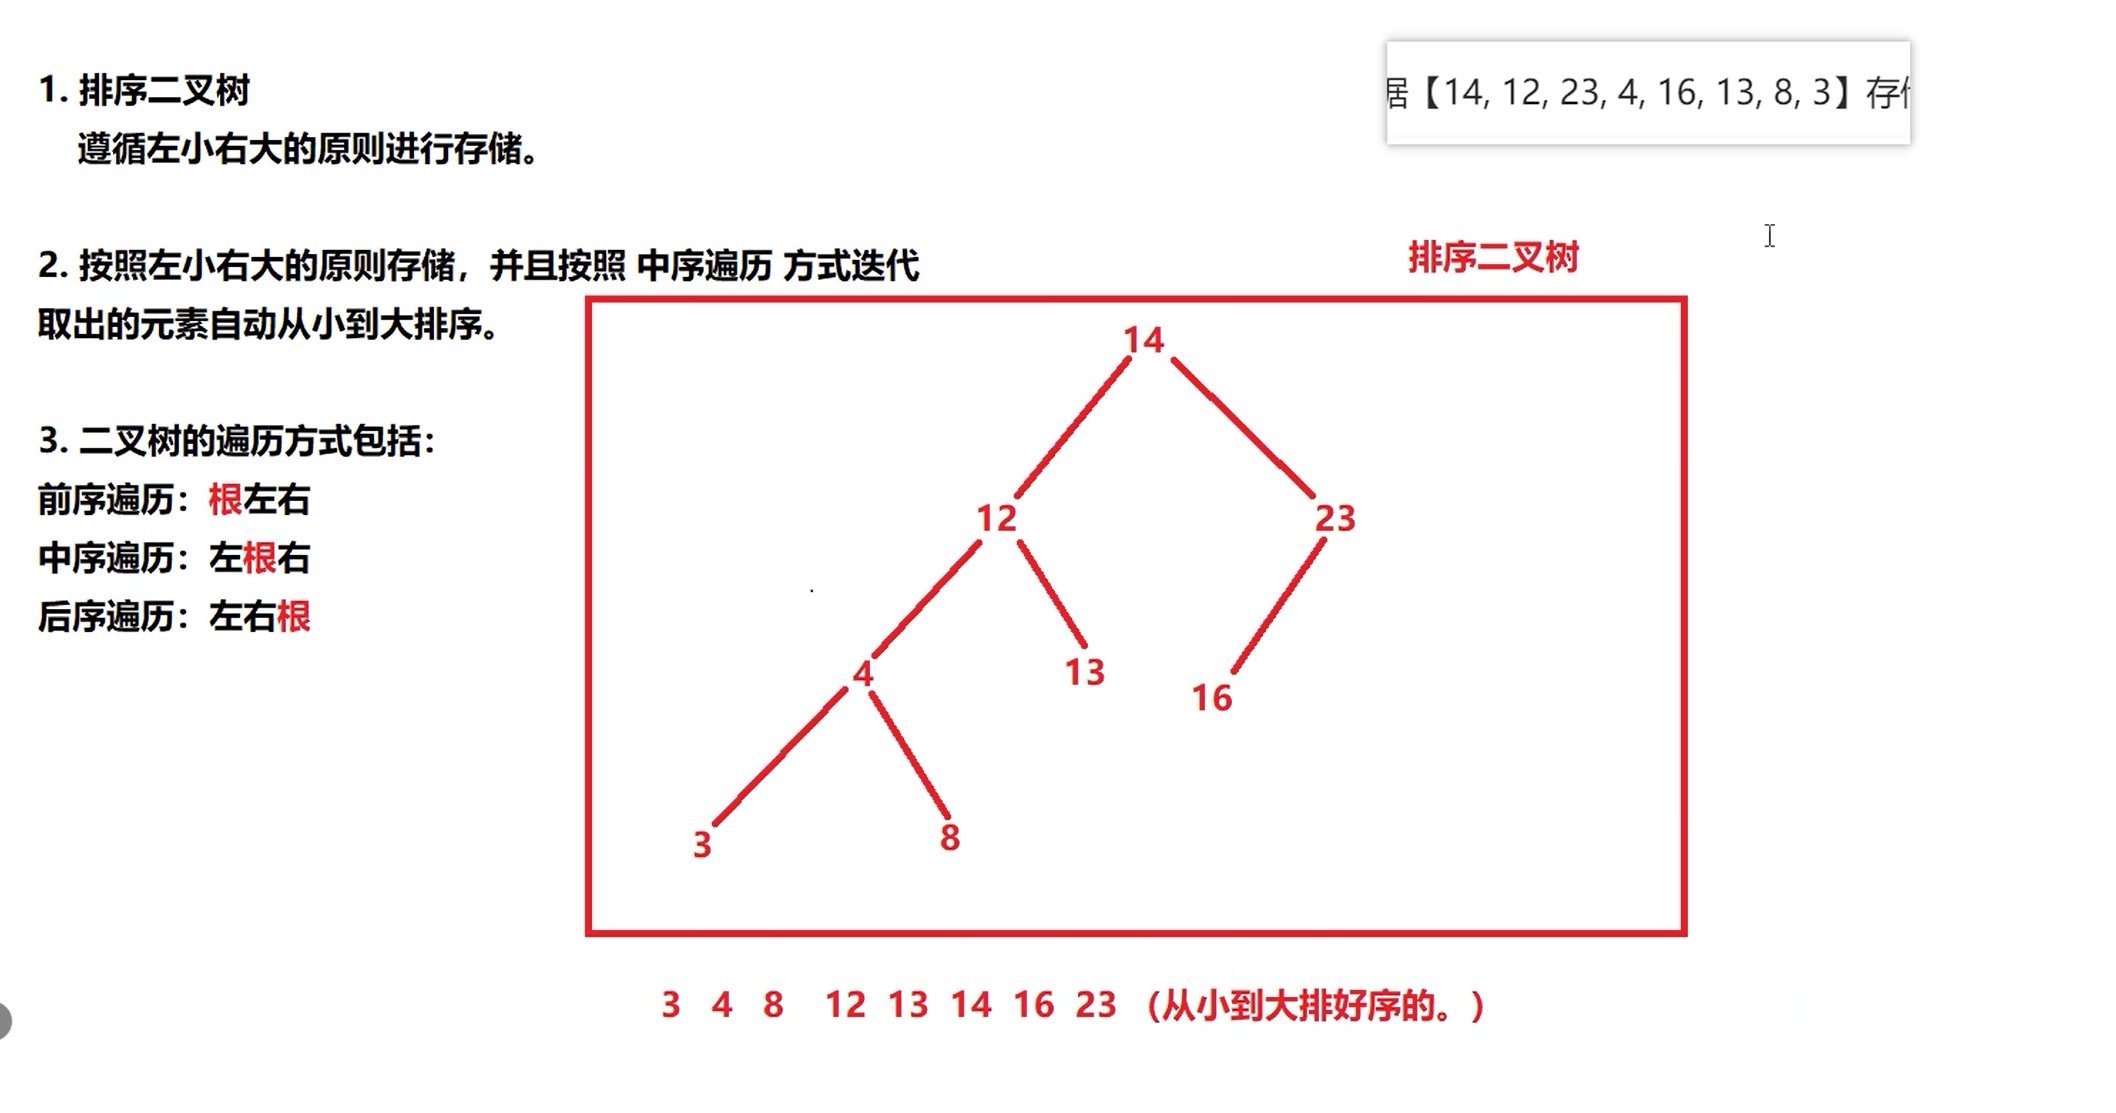 1. 排序二叉树
遵循左小右大的原则进行存储。
2. 按照左小右大的原则存储，并且按照 中序遍历 方式迭代
取出的元素自动从小到大排序。
3. 二叉树的遍历方式包括：
前序遍历：根左右
中序遍历：左根右
后序遍历：左右根
【14, 12, 23, 4, 16, 13, 8, 3】存
排序二叉树
14
12
23
4
13
16
3
8
3 4 8 12 13 14 16 23 （从小到大排好序的。）